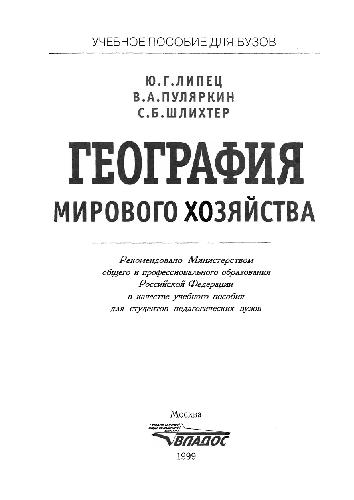 УЧЕБНОЕ ПОСОБИЕ ДЛЯ ВУЗОВ
Ю.Г.ЛИПЕЦ
В.А.ПУЛЯРКИН
С.Б.ШЛИХТЕР
ГЕОГРАФИЯ
МИРОВОГО ХОЗЯЙСТВА
Рекомендовано Министерством
общего и профессионального образования
Российской Федерации
в качестве учебного пособия
для студентов педагогических вузов
Москва
ВЛАДОС
1999